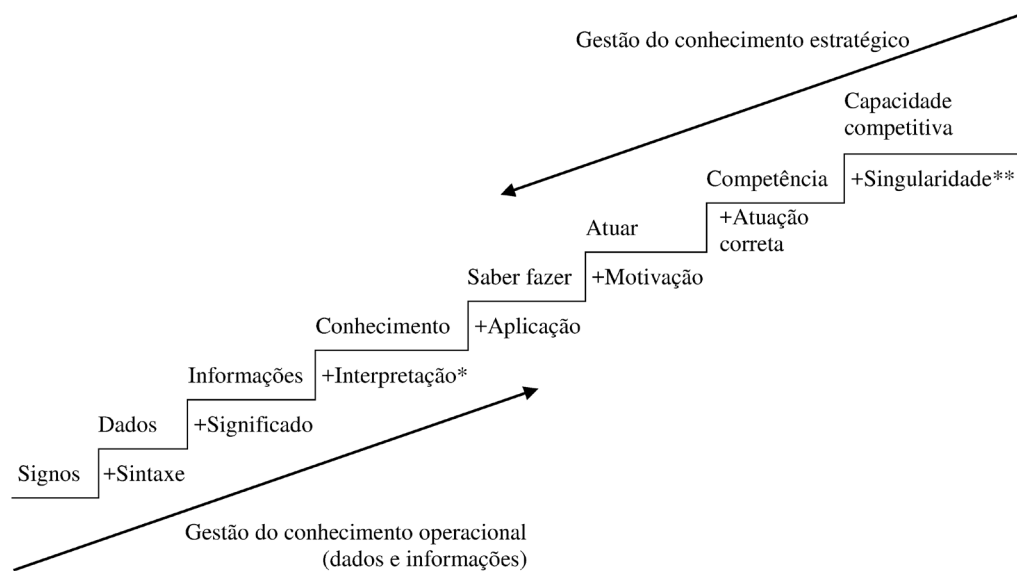 Gestão do conhecimento estratégico
Capacidade
competitiva
+Singularidade**
Competência
+Atuação
correta
Atuar
+Motivação
Saber fazer
+Aplicação
Conhecimento
+Interpretação*
Informações
+Significado
Dados
+Sintaxe
Signos
Gestão do conhecimento operacional
(dados e informações)